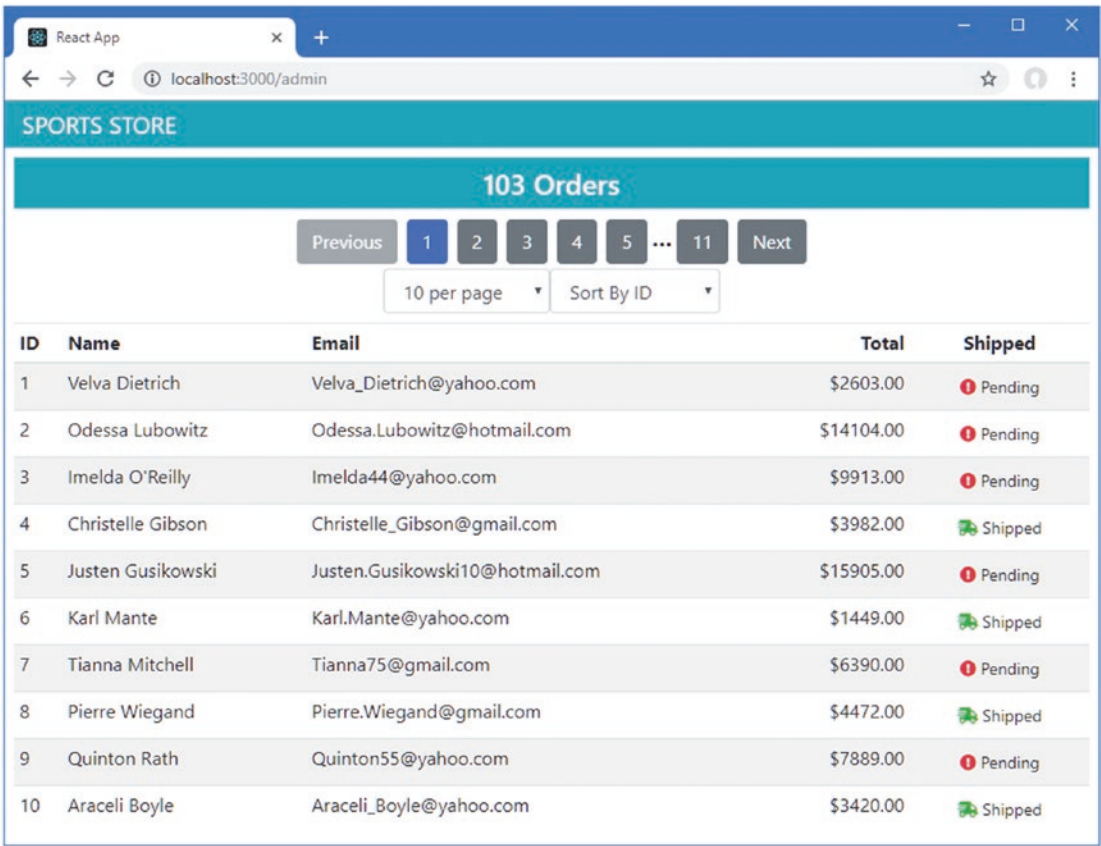 React App
localhost:3000/admin
SPORTS STORE
103 Orders
Previous 1 2 3 4 5 ... 11 Next
10 per page Sort By ID
ID Name Email Total Shipped
1 Velva Dietrich Velva_Dietrich@yahoo.com $2603.00 Pending
2 Odessa Lubowitz Odessa.Lubowitz@hotmail.com $14104.00 Pending
3 Imelda O'Reilly Imelda44@yahoo.com $9913.00 Pending
4 Christelle Gibson Christelle_Gibson@gmail.com $3982.00 Shipped
5 Justen Gusikowski Justen.Gusikowski10@hotmail.com $15905.00 Pending
6 Karl Mante Karl.Mante@yahoo.com $1449.00 Shipped
7 Tianna Mitchell Tianna75@gmail.com $6390.00 Pending
8 Pierre Wiegand Pierre.Wiegand@gmail.com $4472.00 Shipped
9 Quinton Rath Quinton55@yahoo.com $7889.00 Pending
10 Araceli Boyle Araceli_Boyle@yahoo.com $3420.00 Shipped